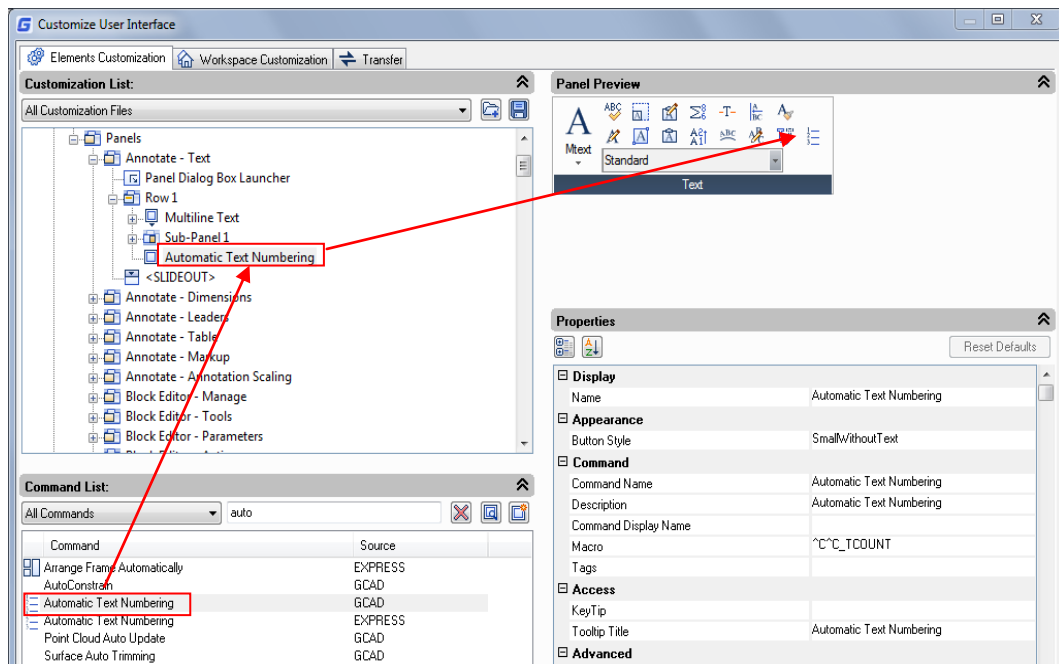 Customize User Interface
Elements Customization
Workspace Customization
Transfer
Customization List:
All Customization Files
Panels
Annotate - Text
Panel Dialog Box Launcher
Row 1
Multiline Text
Sub-Panel 1
Automatic Text Numbering
<SLIDEOUT>
Annotate - Dimensions
Annotate - Leaders
Annotate - Table
Annotate - Markup
Annotate - Annotation Scaling
Block Editor - Manage
Block Editor - Tools
Block Editor - Parameters
Command List:
All Commands
auto
Command Source
Arrange Frame Automatically EXPRESS
AutoConstrain GCAD
Automatic Text Numbering GCAD
Automatic Text Numbering EXPRESS
Point Cloud Auto Update GCAD
Surface Auto Trimming GCAD
Panel Preview
Mtext
Standard
Text
Properties
Reset Defaults
Display
Name Automatic Text Numbering
Appearance
Button Style SmallWithoutText
Command
Command Name Automatic Text Numbering
Description Automatic Text Numbering
Command Display Name
Macro ^C^C_TCOUNT
Tags
Access
KeyTip
Tooltip Title Automatic Text Numbering
Advanced